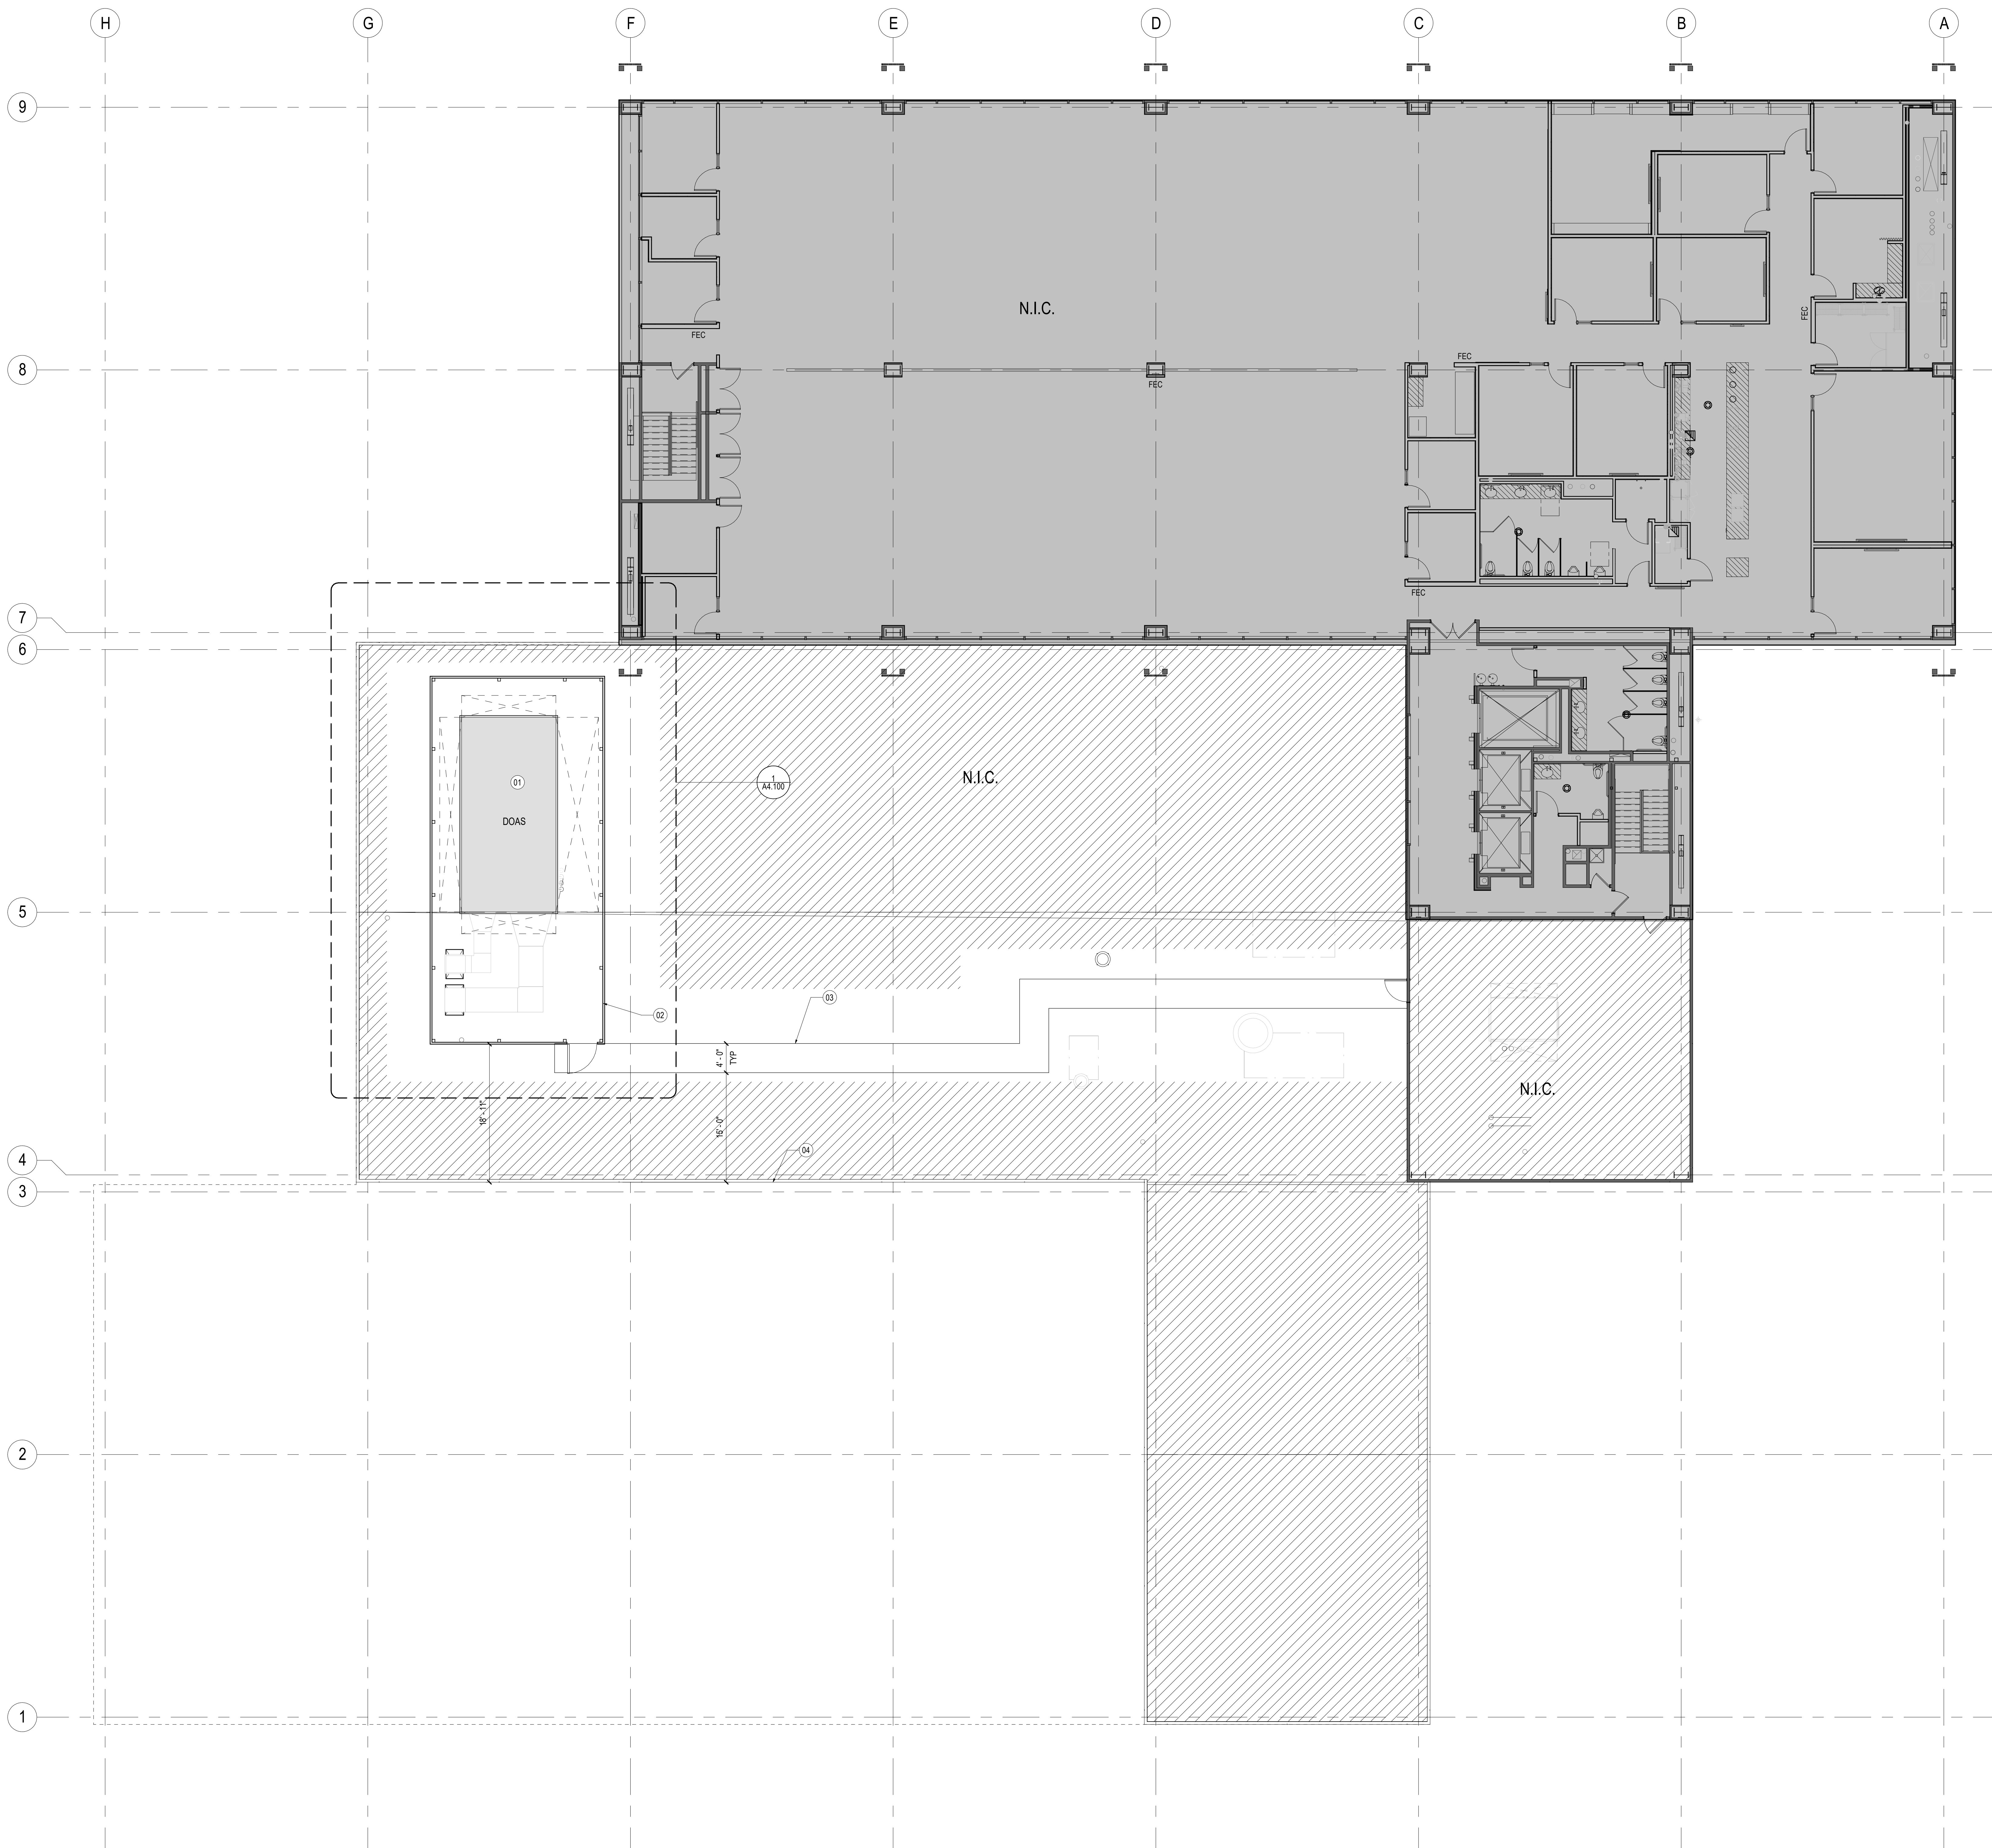 H
G
F
E
D
C
B
A
9
N.I.C.
FEC
FEC
FEC
8
FEC
FEC
7
6
1
A4.100
N.I.C.
01
DOAS
5
03
02
4' - 0"
TYP
N.I.C.
18' - 11"
15' - 0"
04
4
3
2
1